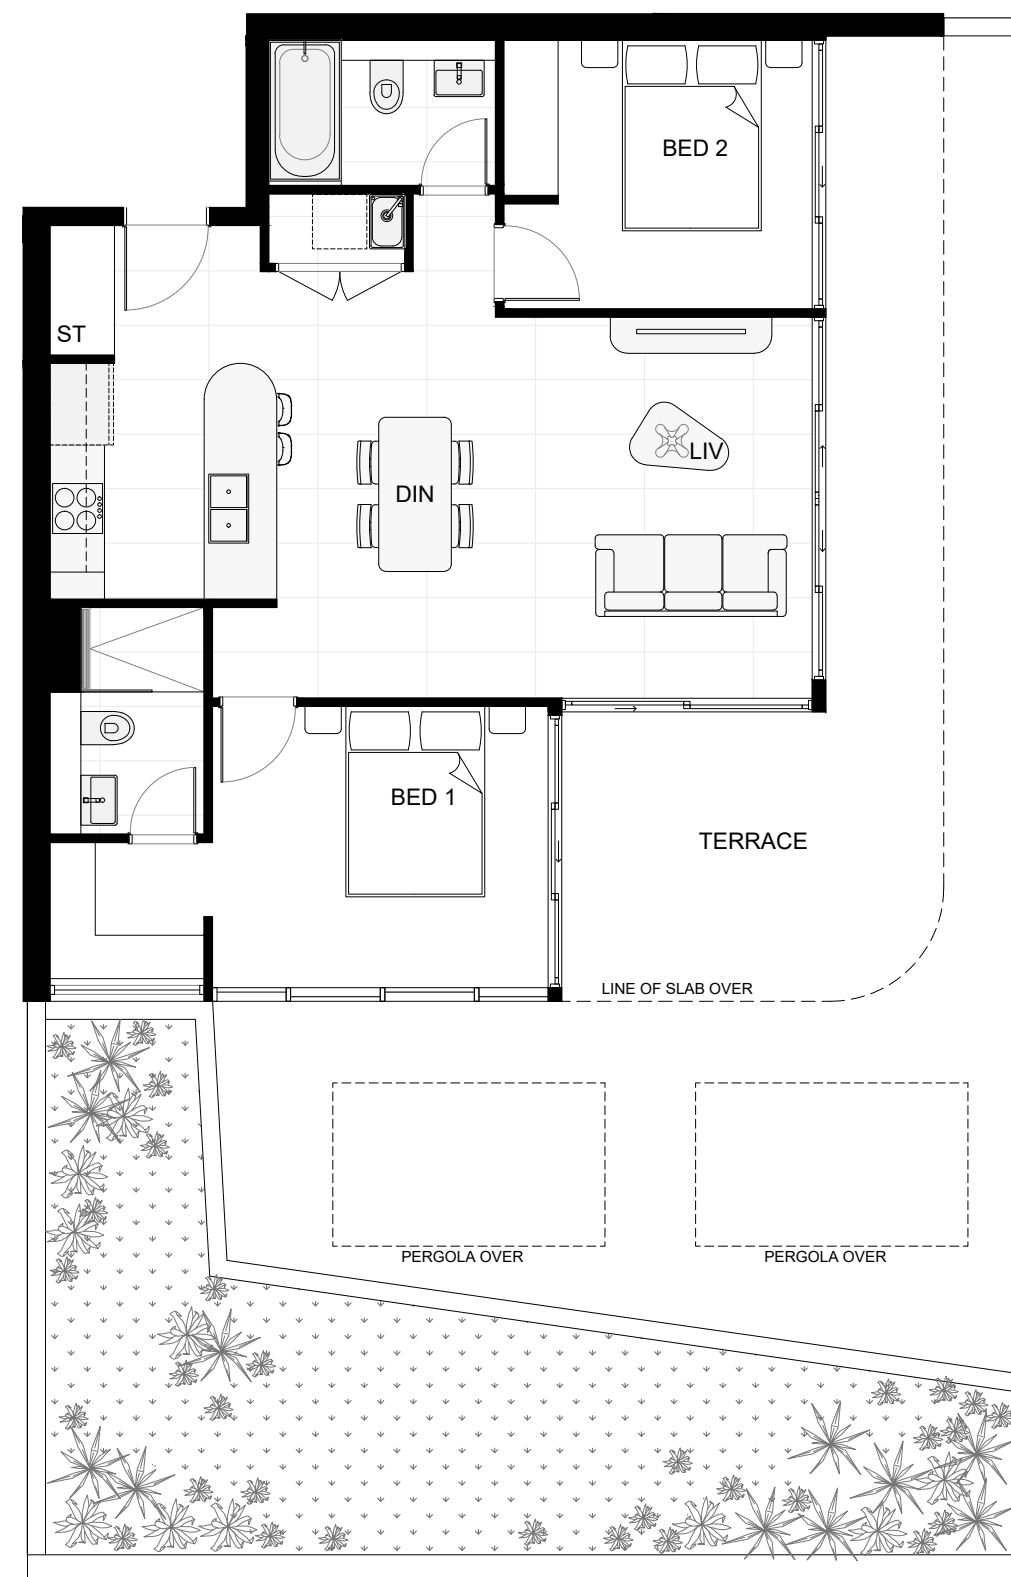 BED 2
ST
LIV
DIN
BED 1
TERRACE
LINE OF SLAB OVER
PERGOLA OVER
PERGOLA OVER